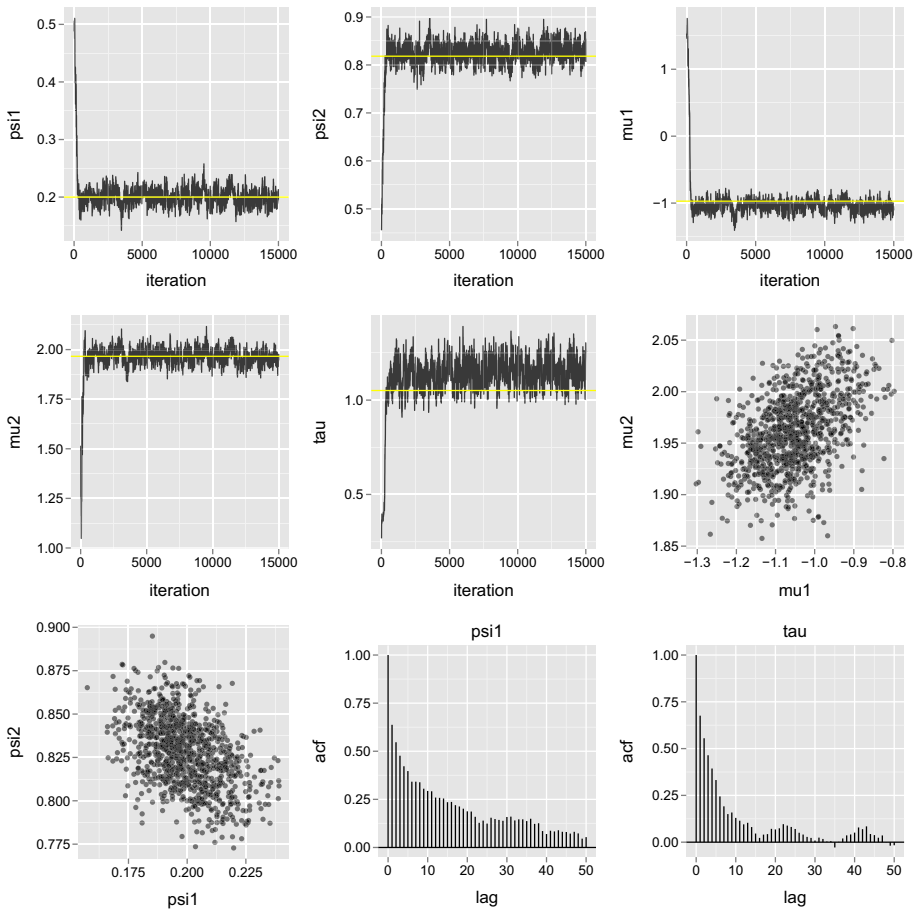 psi1
0.5
0.4
0.3
0.2
0 5000 10000 15000
iteration
psi2
0.9
0.8
0.7
0.6
0.5
0 5000 10000 15000
iteration
mu1
1
0
−1
0 5000 10000 15000
iteration
mu2
2.00
1.75
1.50
1.25
1.00
0 5000 10000 15000
iteration
tau
1.0
0.5
0 5000 10000 15000
iteration
mu2
2.05
2.00
1.95
1.90
1.85
−1.3 −1.2 −1.1 −1.0 −0.9 −0.8
mu1
psi2
0.900
0.875
0.850
0.825
0.800
0.775
0.175 0.200 0.225
psi1
psi1
acf
1.00
0.75
0.50
0.25
0.00
0 10 20 30 40 50
lag
tau
acf
1.00
0.75
0.50
0.25
0.00
0 10 20 30 40 50
lag